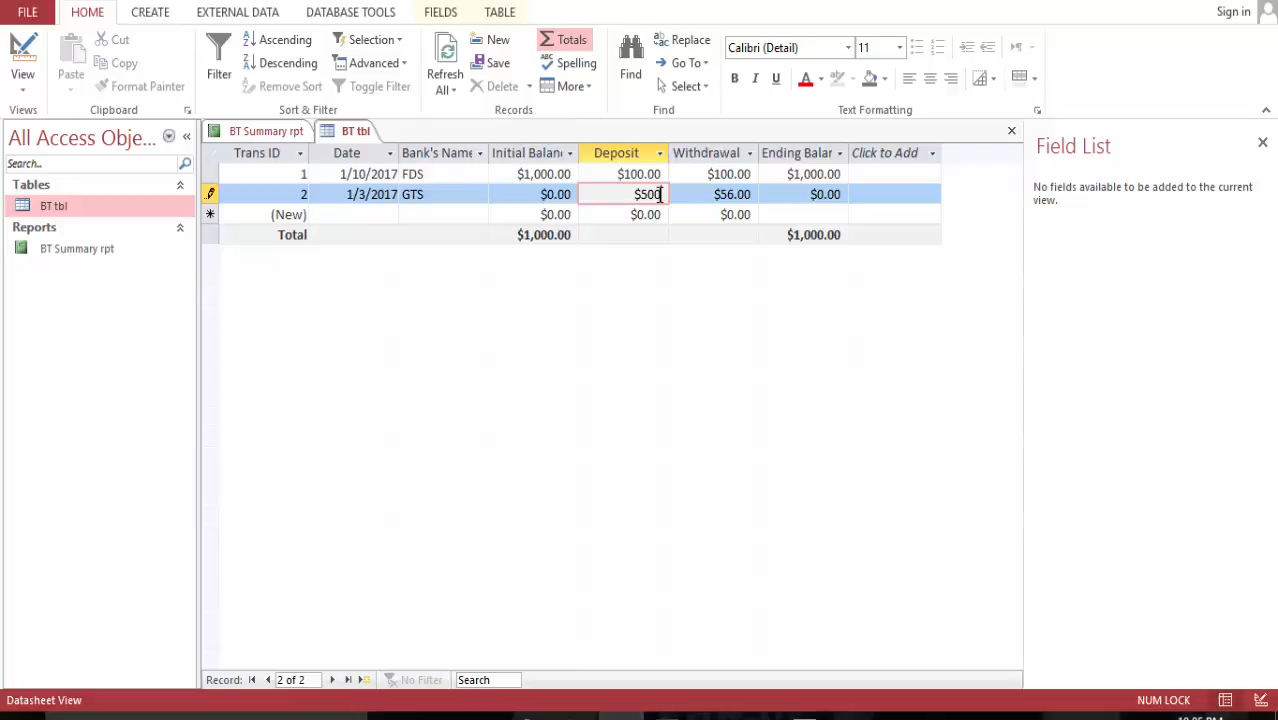 FILE HOME CREATE EXTERNAL DATA DATABASE TOOLS FIELDS TABLE Sign in
View Paste Cut Copy Format Painter Filter Ascending Descending Remove Sort Selection Advanced Toggle Filter Refresh All New Save Delete Totals Spelling More Find Replace Go To Select Calibri (Detail) 11 B I U A
Views Clipboard Sort & Filter Records Find Text Formatting
All Access Obje... BT Summary rpt BT tbl Field List
Search..
Tables
BT tbl
Reports
BT Summary rpt
Trans ID Date Bank's Name Initial Balan Deposit Withdrawal Ending Balar Click to Add
1 1/10/2017 FDS $1,000.00 $100.00 $100.00 $1,000.00
2 1/3/2017 GTS $0.00 $500 $56.00 $0.00
* (New) $0.00 $0.00 $0.00
Total $1,000.00 $1,000.00
No fields available to be added to the current
view.
Record: 2 of 2 No Filter Search
Datasheet View NUM LOCK